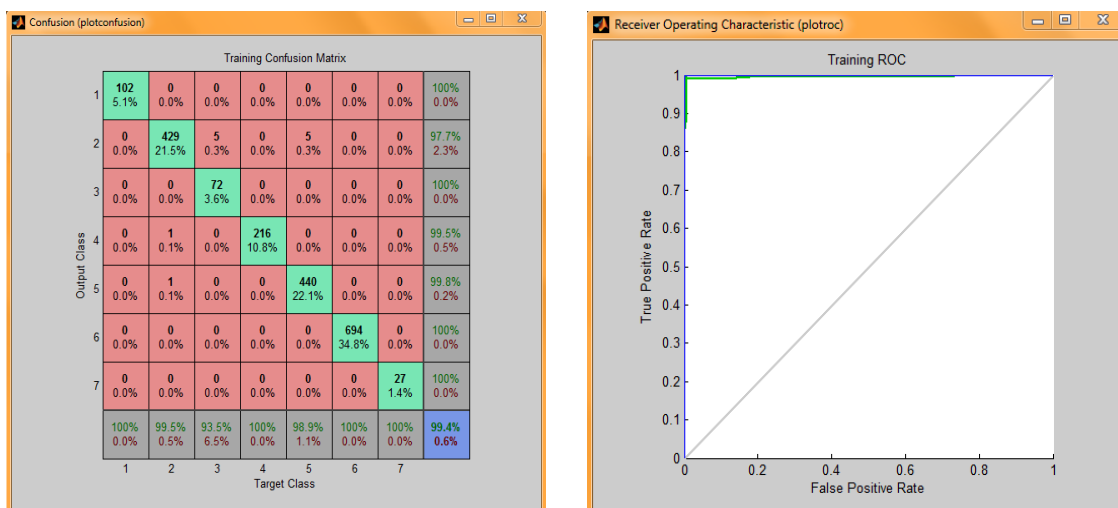 Confusion (plotconfusion)
Training Confusion Matrix
1 102 0 0 0 0 0 0 100%
5.1% 0.0% 0.0% 0.0% 0.0% 0.0% 0.0% 0.0%
2 0 429 5 0 5 0 0 97.7%
0.0% 21.5% 0.3% 0.0% 0.3% 0.0% 0.0% 2.3%
3 0 0 72 0 0 0 0 100%
0.0% 0.0% 3.6% 0.0% 0.0% 0.0% 0.0% 0.0%
4 0 1 0 216 0 0 0 99.5%
0.0% 0.1% 0.0% 10.8% 0.0% 0.0% 0.0% 0.5%
5 0 1 0 0 440 0 0 99.8%
0.0% 0.1% 0.0% 0.0% 22.1% 0.0% 0.0% 0.2%
6 0 0 0 0 0 694 0 100%
0.0% 0.0% 0.0% 0.0% 0.0% 34.8% 0.0% 0.0%
7 0 0 0 0 0 0 27 100%
0.0% 0.0% 0.0% 0.0% 0.0% 0.0% 1.4% 0.0%
100% 99.5% 93.5% 100% 98.9% 100% 100% 99.4%
0.0% 0.5% 6.5% 0.0% 1.1% 0.0% 0.0% 0.6%
1 2 3 4 5 6 7
Target Class
Output Class
Receiver Operating Characteristic (plotroc)
Training ROC
1
0.9
0.8
0.7
0.6
0.5
0.4
0.3
0.2
0.1
0
0 0.2 0.4 0.6 0.8 1
False Positive Rate
True Positive Rate